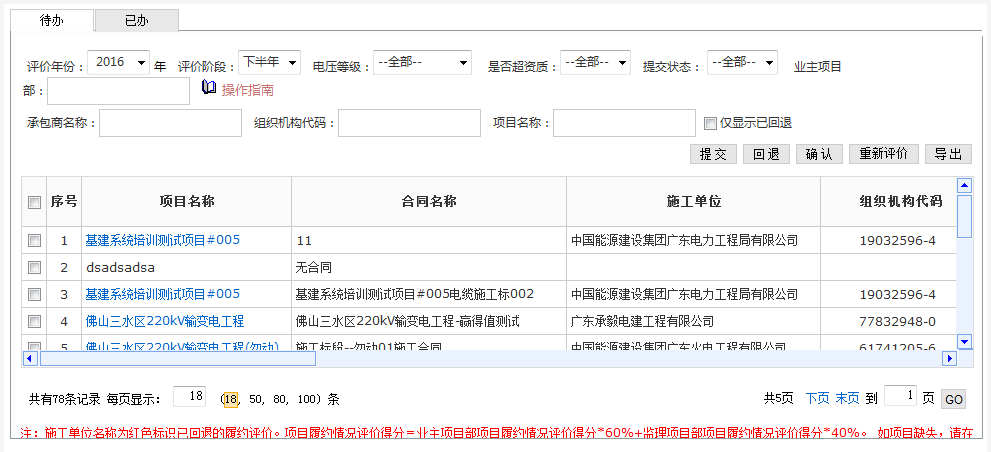 待办 已办
评价年份： 2016 年 评价阶段： 下半年 电压等级： --全部-- 是否超资质： --全部-- 提交状态： --全部-- 业主项目
部： 操作指南
承包商名称： 组织机构代码： 项目名称： 仅显示已回退
提交 回退 确认 重新评价 导出
序号 项目名称 合同名称 施工单位 组织机构代码
1 基建系统培训测试项目#005 11 中国能源建设集团广东电力工程局有限公司 19032596-4
2 dsadsadsa 无合同
3 基建系统培训测试项目#005 基建系统培训测试项目#005电缆施工标002 中国能源建设集团广东电力工程局有限公司 19032596-4
4 佛山三水区220kV输变电工程 佛山三水区220kV输变电工程-赢得值测试 广东承毅电建工程有限公司 77832948-0
5 佛山三水区220kV输变电工程(勿动) 施工标段--勿动01施工合同 中国能源建设集团广东火电工程有限公司 61741205-6
共有78条记录 每页显示： 18 （18, 50, 80, 100）条 共5页 下页 末页 到 1 页 GO
注：施工单位名称为红色标识已回退的履约评价。项目履约情况评价得分＝业主项目部项目履约情况评价得分*60%+监理项目部项目履约情况评价得分*40%。 如项目缺失，请在